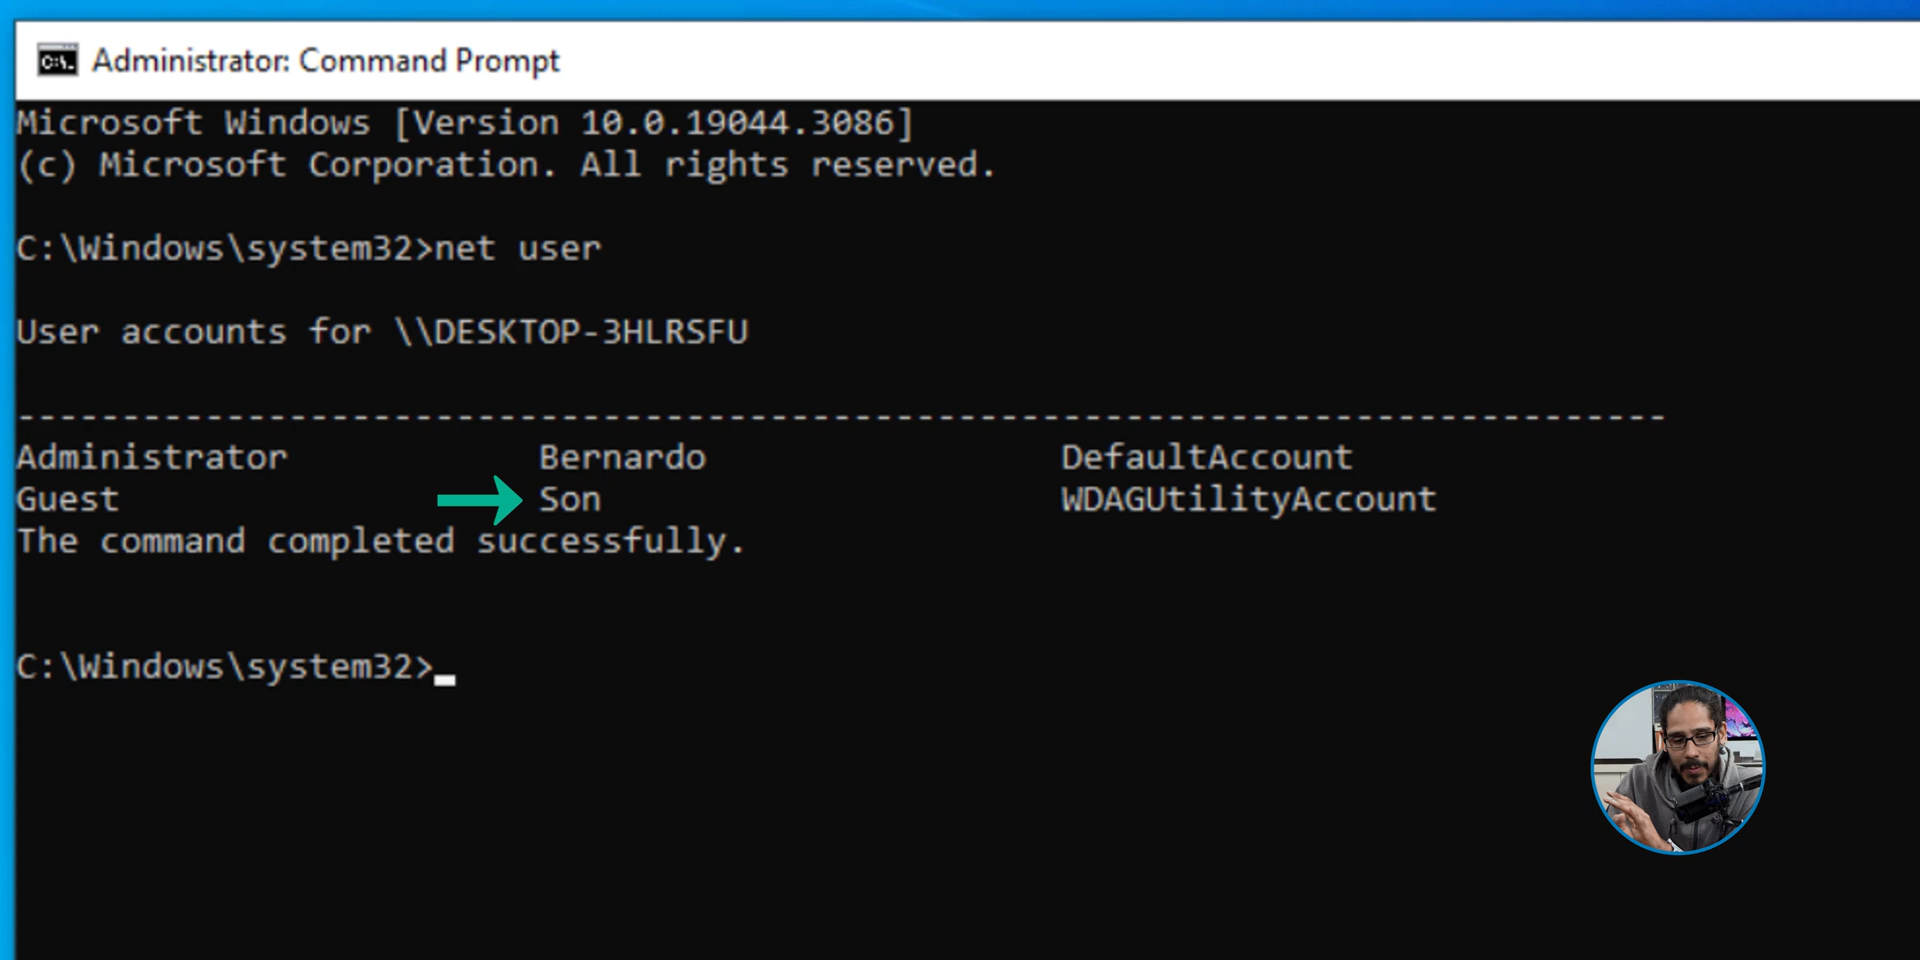 Administrator: Command Prompt
Microsoft Windows [Version 10.0.19044.3086]
(c) Microsoft Corporation. All rights reserved.
C:\Windows\system32>net user
User accounts for \\DESKTOP-3HLRSFU
-------------------------------------------------------------------------------
Administrator Bernardo DefaultAccount
Guest Son WDAGUtilityAccount
The command completed successfully.
C:\Windows\system32>